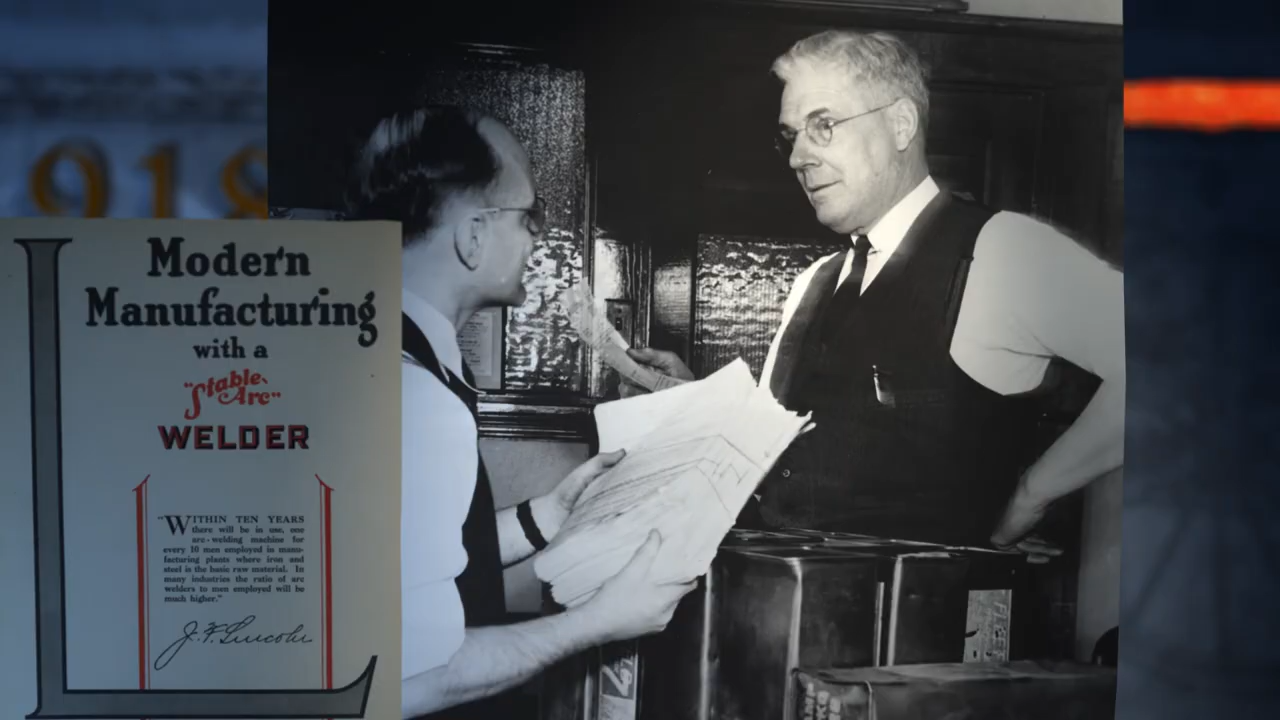 918
Modern
Manufacturing
with a
"Stable-
Arc"
WELDER
"WITHIN TEN YEARS
there will be in use, one
arc-welding machine for
every 10 men employed in manu-
facturing plants where iron and
steel is the basic raw material. In
many industries the ratio of arc
welders to men employed will be
much higher."
J. F. Lincoln